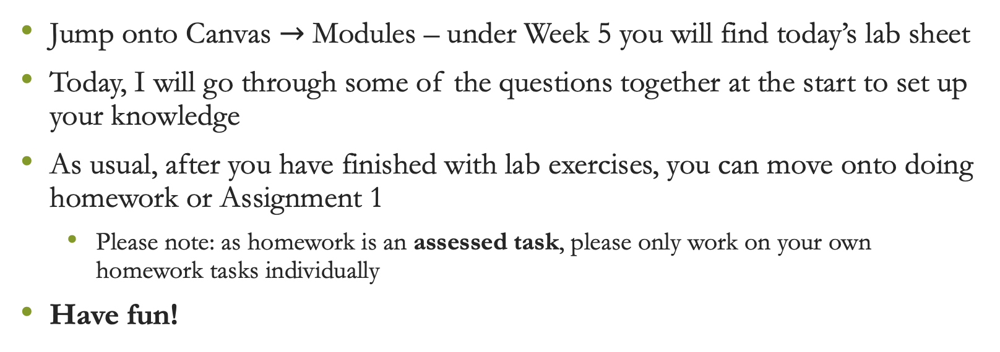 • Jump onto Canvas → Modules – under Week 5 you will find today’s lab sheet
• Today, I will go through some of the questions together at the start to set up
your knowledge
• As usual, after you have finished with lab exercises, you can move onto doing
homework or Assignment 1
• Please note: as homework is an assessed task, please only work on your own
homework tasks individually
• Have fun!